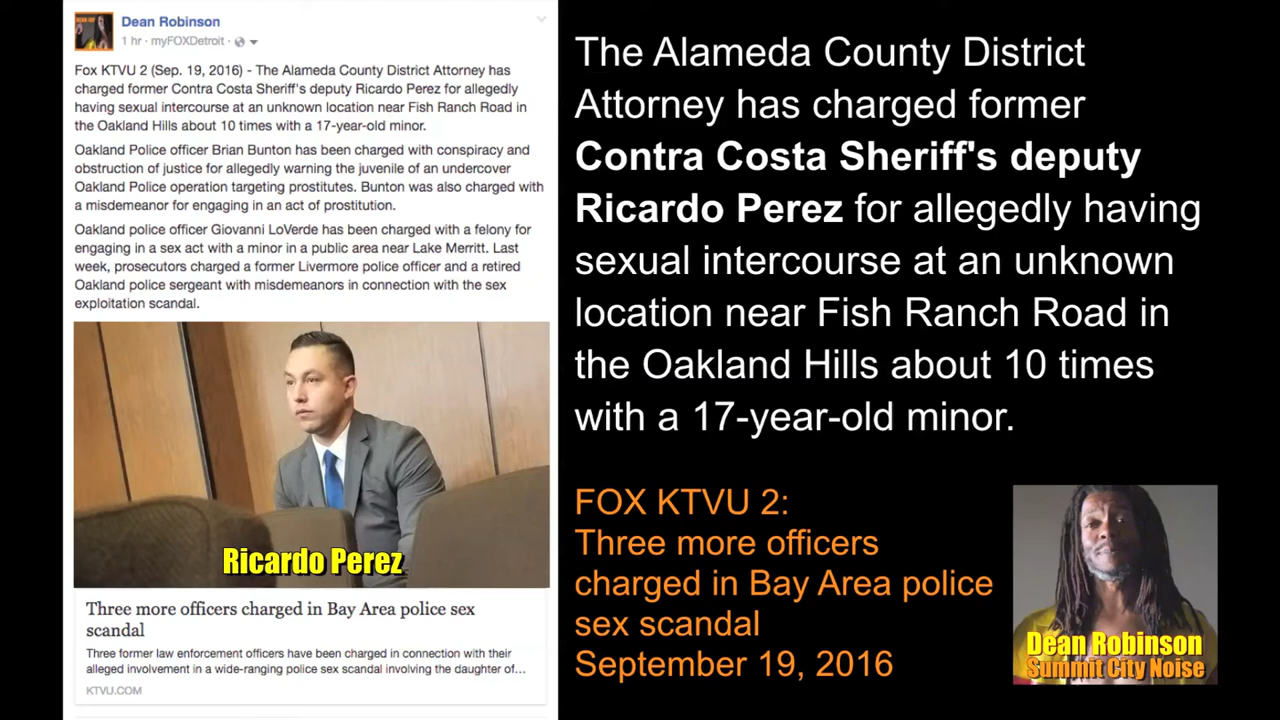 Dean Robinson
1 hr · myFOXDetroit ·
Fox KTVU 2 (Sep. 19, 2016) - The Alameda County District Attorney has
charged former Contra Costa Sheriff's deputy Ricardo Perez for allegedly
having sexual intercourse at an unknown location near Fish Ranch Road in
the Oakland Hills about 10 times with a 17-year-old minor.
Oakland Police officer Brian Bunton has been charged with conspiracy and
obstruction of justice for allegedly warning the juvenile of an undercover
Oakland Police operation targeting prostitutes. Bunton was also charged with
a misdemeanor for engaging in an act of prostitution.
Oakland police officer Giovanni LoVerde has been charged with a felony for
engaging in a sex act with a minor in a public area near Lake Merritt. Last
week, prosecutors charged a former Livermore police officer and a retired
Oakland police sergeant with misdemeanors in connection with the sex
exploitation scandal.
Ricardo Perez
Three more officers charged in Bay Area police sex
scandal
Three former law enforcement officers have been charged in connection with their
alleged involvement in a wide-ranging police sex scandal involving the daughter of...
KTVU.COM
The Alameda County District
Attorney has charged former
Contra Costa Sheriff's deputy
Ricardo Perez for allegedly having
sexual intercourse at an unknown
location near Fish Ranch Road in
the Oakland Hills about 10 times
with a 17-year-old minor.
FOX KTVU 2:
Three more officers
charged in Bay Area police
sex scandal
September 19, 2016
Dean Robinson
Summit City Noise